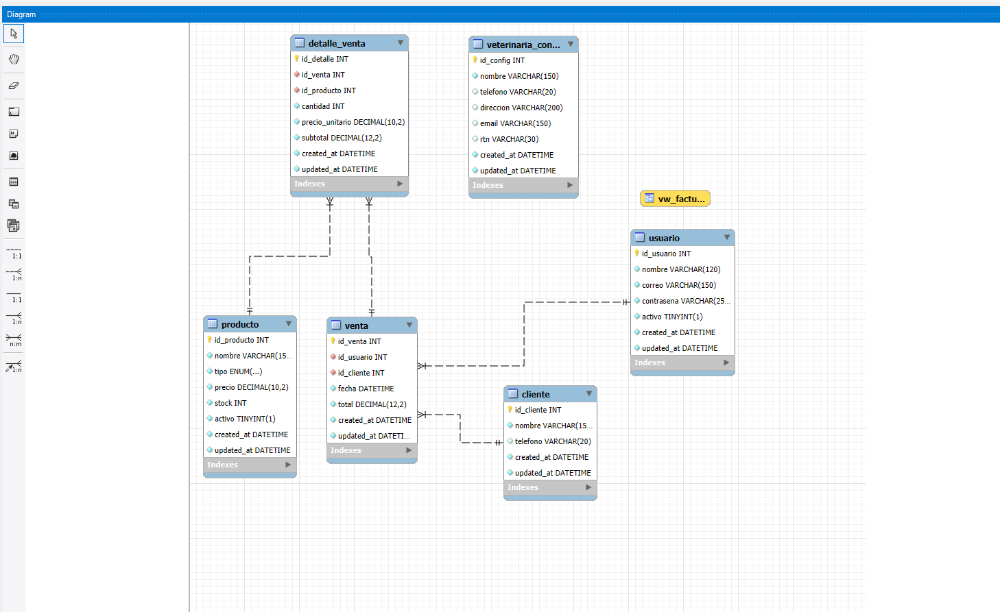 Diagram
1:1
1:n
1:1
1:n
n:m
1:n
detalle_venta
id_detalle INT
id_venta INT
id_producto INT
cantidad INT
precio_unitario DECIMAL(10,2)
subtotal DECIMAL(12,2)
created_at DATETIME
updated_at DATETIME
Indexes
veterinaria_con...
id_config INT
nombre VARCHAR(150)
telefono VARCHAR(20)
direccion VARCHAR(200)
email VARCHAR(150)
rtn VARCHAR(30)
created_at DATETIME
updated_at DATETIME
Indexes
vw_factu...
usuario
id_usuario INT
nombre VARCHAR(120)
correo VARCHAR(150)
contrasena VARCHAR(25...
activo TINYINT(1)
created_at DATETIME
updated_at DATETIME
Indexes
producto
id_producto INT
nombre VARCHAR(15...
tipo ENUM(...)
precio DECIMAL(10,2)
stock INT
activo TINYINT(1)
created_at DATETIME
updated_at DATETIME
Indexes
venta
id_venta INT
id_usuario INT
id_cliente INT
fecha DATETIME
total DECIMAL(12,2)
created_at DATETIME
updated_at DATETI...
Indexes
cliente
id_cliente INT
nombre VARCHAR(15...
telefono VARCHAR(20)
created_at DATETIME
updated_at DATETIME
Indexes